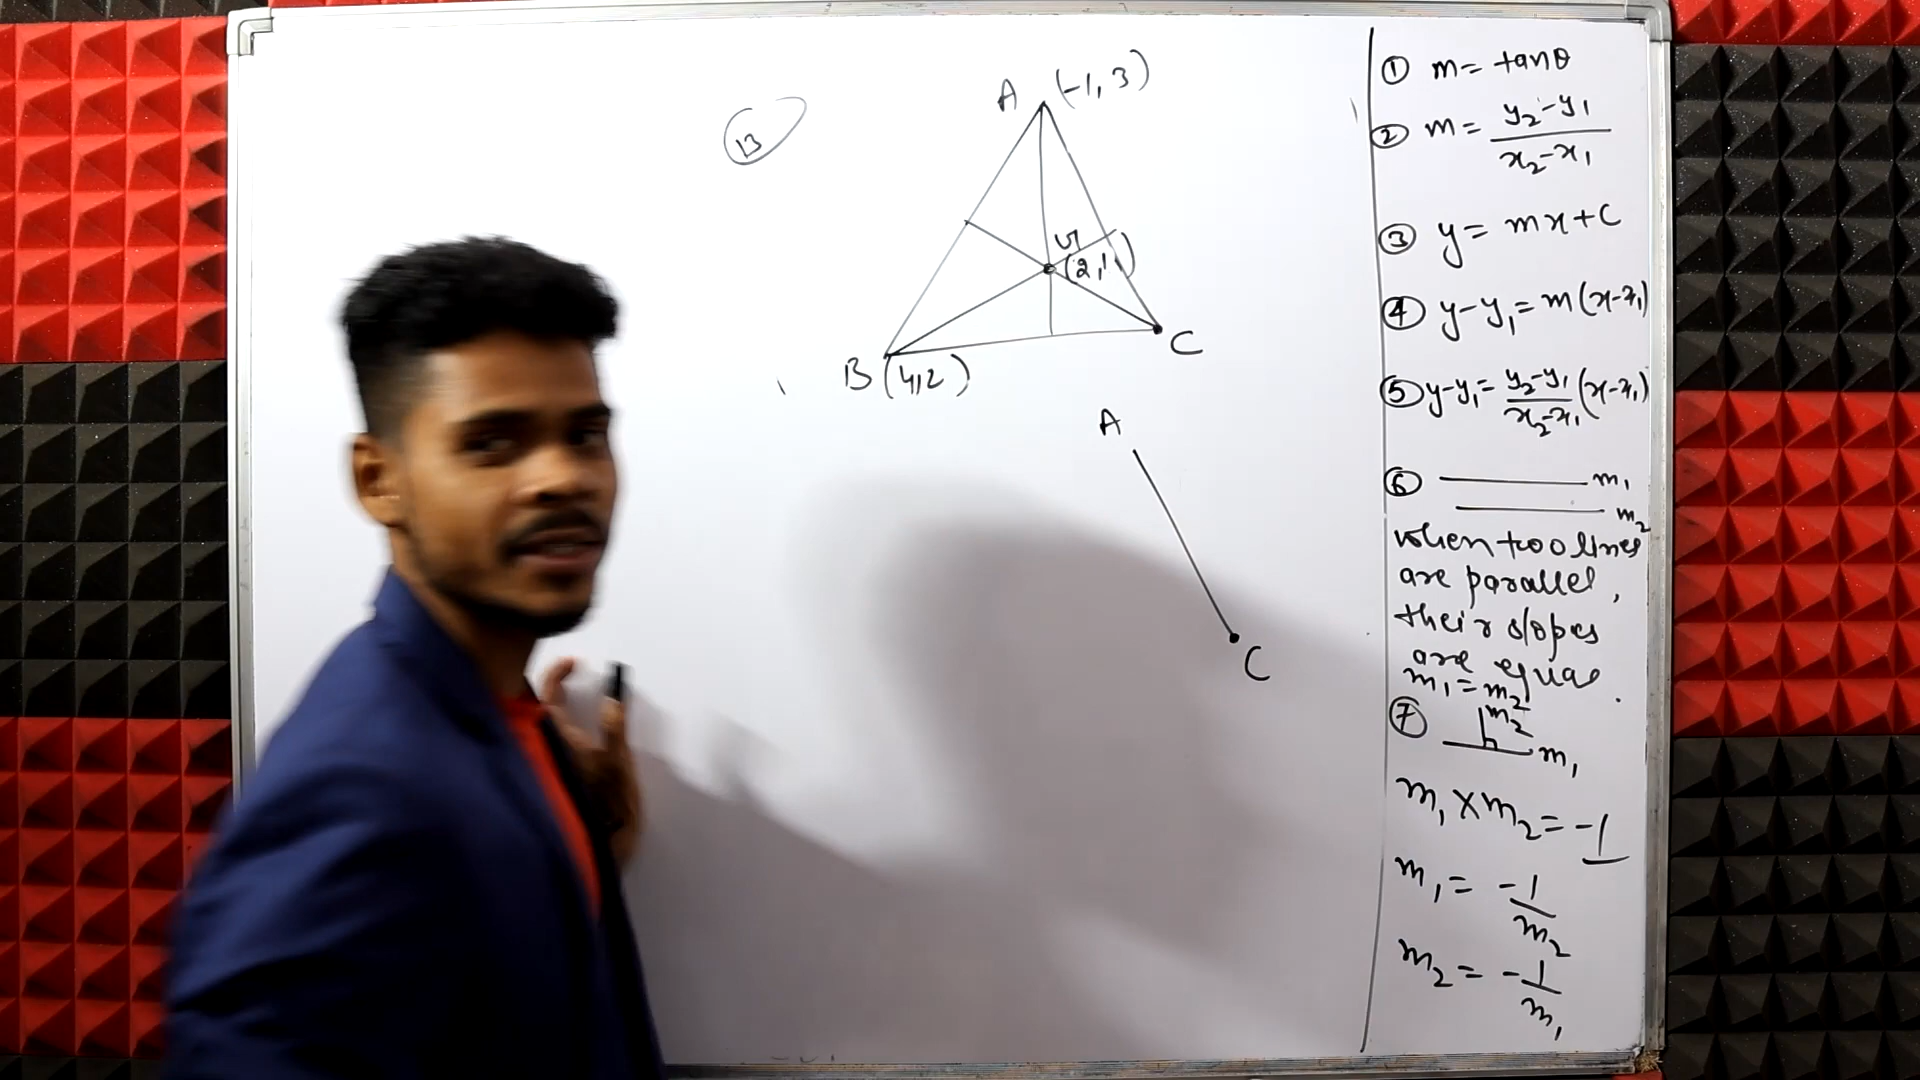 13
A (-1, 3)
G
(2, 1)
B (4,2)
C
A
C
① m = tanθ
② m = y₂-y₁ / x₂-x₁
③ y = mx + C
④ y-y₁ = m(x-x₁)
⑤ y-y₁ = y₂-y₁ / x₂-x₁ (x-x₁)
⑥ m₁
m₂
when too lines
are parallel,
their slopes
are equal.
m₁ = m₂
⑦ m₂
m₁
m₁ × m₂ = -1
m₁ = -1/m₂
m₂ = -1/m₁